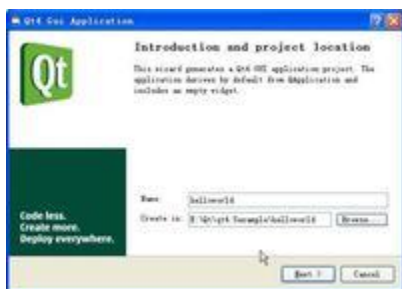 Qt4 Gui Application
Introduction and project location
Qt
This wizard generates a Qt4 GUI application project. The
application derives by default from QApplication and
includes an empty widget.
Name: helloworld
Create in: \helloworld Browse...
Code less.
Create more.
Deploy everywhere.
Next > Cancel